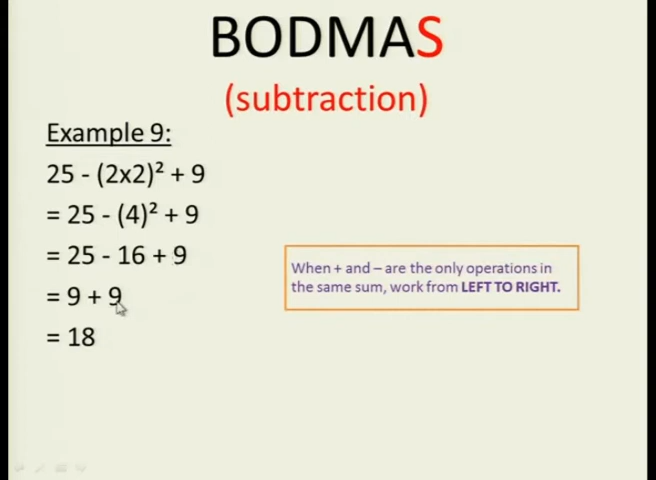 BODMAS
(subtraction)
Example 9:
25 - (2x2)² + 9
= 25 - (4)² + 9
= 25 - 16 + 9
= 9 + 9
= 18
When + and – are the only operations in
the same sum, work from LEFT TO RIGHT.